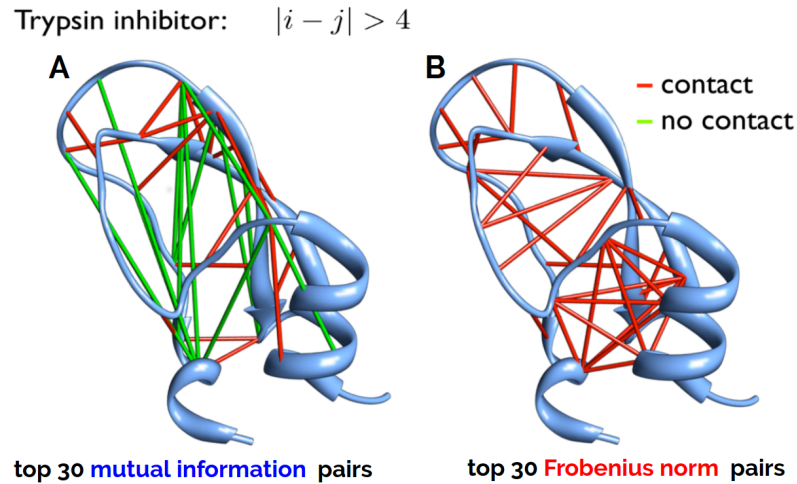 Trypsin inhibitor: |i − j| > 4
A
B
contact
no contact
top 30 mutual information pairs
top 30 Frobenius norm pairs